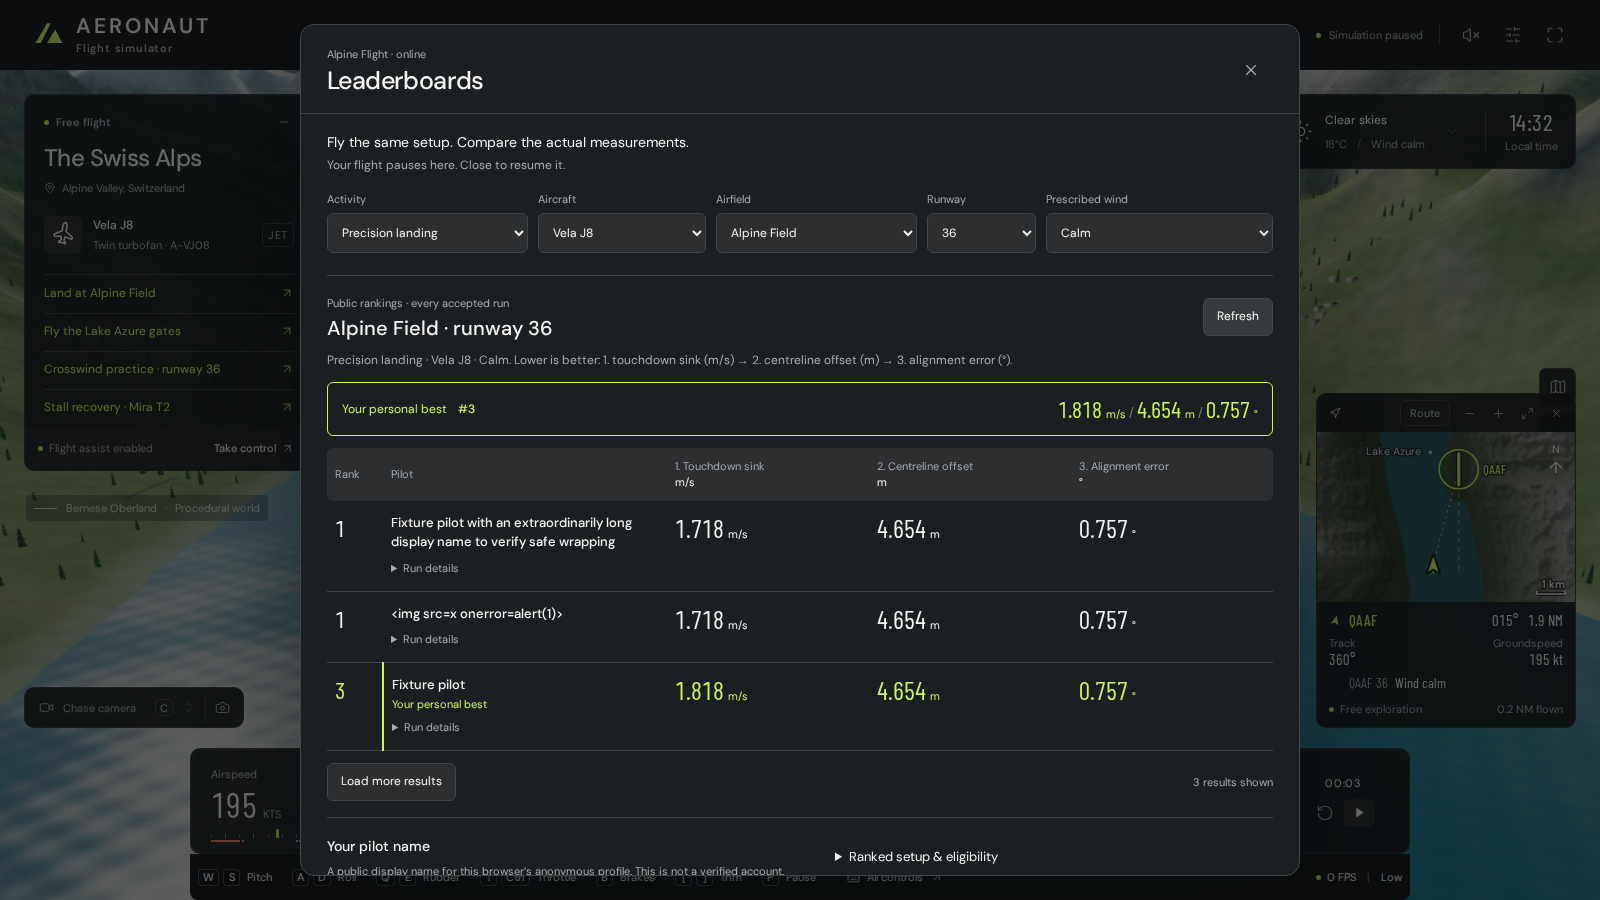 AERONAUT
Flight simulator
Simulation paused
Free flight
The Swiss Alps
Alpine Valley, Switzerland
Vela J8
Twin turbofan · A-VJ08
JET
Land at Alpine Field
Fly the Lake Azure gates
Crosswind practice · runway 36
Stall recovery · Mira T2
Flight assist enabled
Take control
Bernese Oberland · Procedural world
Chase camera
C
Airspeed
195 KTS
Alpine Flight · online
Leaderboards
Fly the same setup. Compare the actual measurements.
Your flight pauses here. Close to resume it.
Activity
Aircraft
Airfield
Runway
Prescribed wind
Precision landing
Vela J8
Alpine Field
36
Calm
Public rankings · every accepted run
Alpine Field · runway 36
Refresh
Precision landing · Vela J8 · Calm. Lower is better: 1. touchdown sink (m/s) → 2. centreline offset (m) → 3. alignment error (°).
Your personal best #3
1.818 m/s / 4.654 m / 0.757 °
Rank
Pilot
1. Touchdown sink
m/s
2. Centreline offset
m
3. Alignment error
°
1
Fixture pilot with an extraordinarily long
display name to verify safe wrapping
Run details
1.718 m/s
4.654 m
0.757 °
1
<img src=x onerror=alert(1)>
Run details
1.718 m/s
4.654 m
0.757 °
3
Fixture pilot
Your personal best
Run details
1.818 m/s
4.654 m
0.757 °
Load more results
3 results shown
Your pilot name
A public display name for this browser's anonymous profile. This is not a verified account.
Ranked setup & eligibility
Clear skies
18°C / Wind calm
14:32
Local time
Route
Lake Azure
QAAF
N
1 km
QAAF
015° 1.9 NM
Track
Groundspeed
360°
195 kt
QAAF 36 Wind calm
Free exploration
0.2 NM flown
00:03
W S Pitch
A D Roll
Q E Rudder
Ctrl Throttle
B Brakes
[ ] Trim
P Pause
All controls
0 FPS | Low